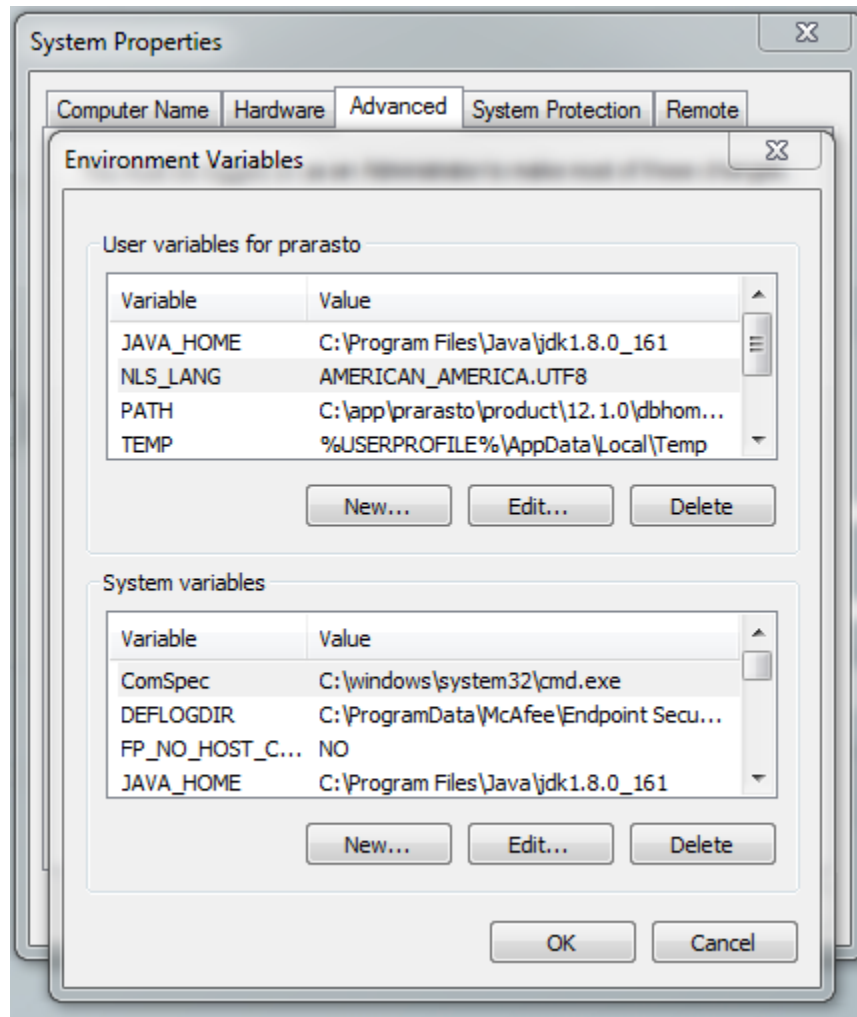 System Properties
Computer Name Hardware Advanced System Protection Remote
Environment Variables
User variables for prarasto
Variable Value
JAVA_HOME C:\Program Files\Java\jdk1.8.0_161
NLS_LANG AMERICAN_AMERICA.UTF8
PATH C:\app\prarasto\product\12.1.0\dbhom...
TEMP %USERPROFILE%\AppData\Local\Temp
New... Edit... Delete
System variables
Variable Value
ComSpec C:\windows\system32\cmd.exe
DEFLOGDIR C:\ProgramData\McAfee\Endpoint Secu...
FP_NO_HOST_C... NO
JAVA_HOME C:\Program Files\Java\jdk1.8.0_161
New... Edit... Delete
OK Cancel